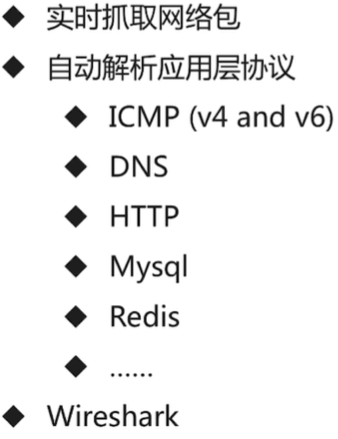 ◆ 实时抓取网络包
◆ 自动解析应用层协议
◆ ICMP (v4 and v6)
◆ DNS
◆ HTTP
◆ Mysql
◆ Redis
◆ ......
◆ Wireshark